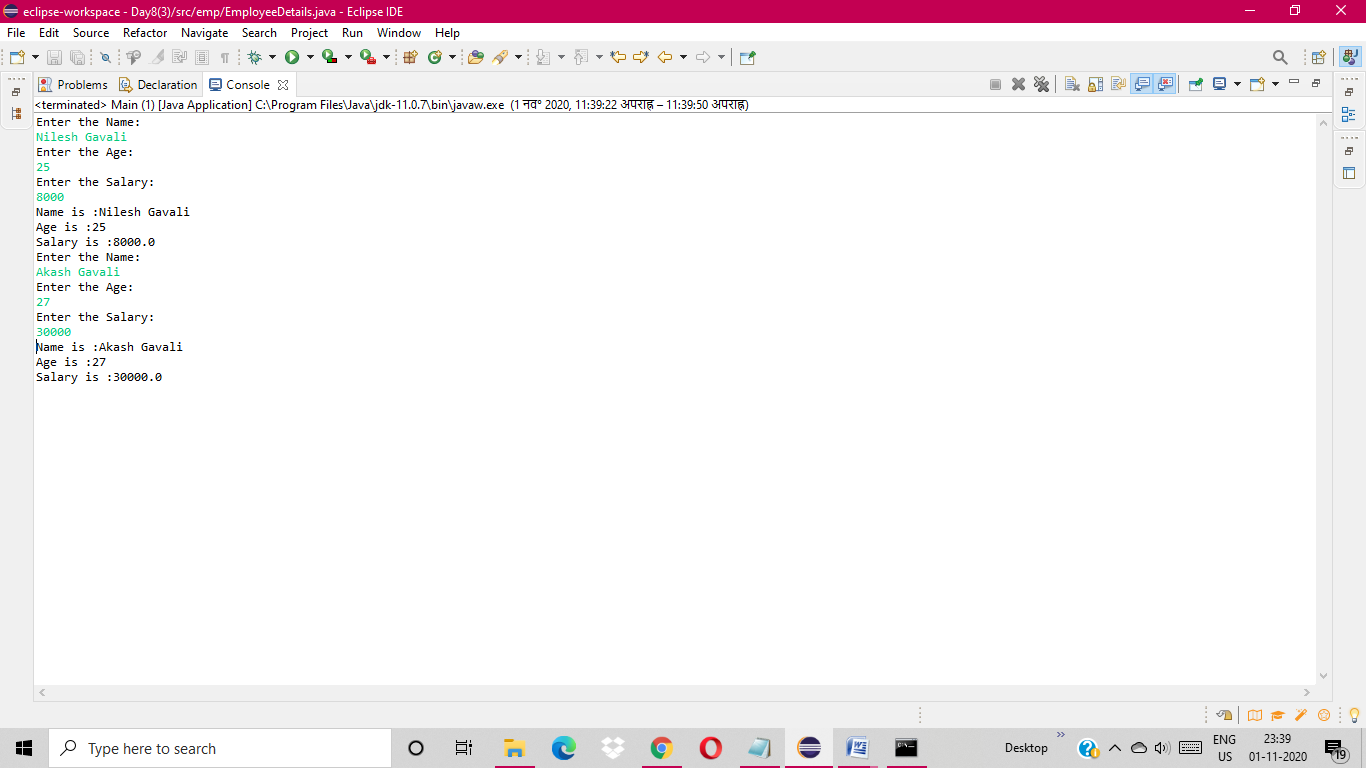 eclipse-workspace - Day8(3)/src/emp/EmployeeDetails.java - Eclipse IDE
File Edit Source Refactor Navigate Search Project Run Window Help
Problems Declaration Console
<terminated> Main (1) [Java Application] C:\Program Files\Java\jdk-11.0.7\bin\javaw.exe (1 नव॰ 2020, 11:39:22 अपराह्न – 11:39:50 अपराह्न)
Enter the Name:
Nilesh Gavali
Enter the Age:
25
Enter the Salary:
8000
Name is :Nilesh Gavali
Age is :25
Salary is :8000.0
Enter the Name:
Akash Gavali
Enter the Age:
27
Enter the Salary:
30000
Name is :Akash Gavali
Age is :27
Salary is :30000.0
Type here to search
Desktop
ENG
US
23:39
01-11-2020
19